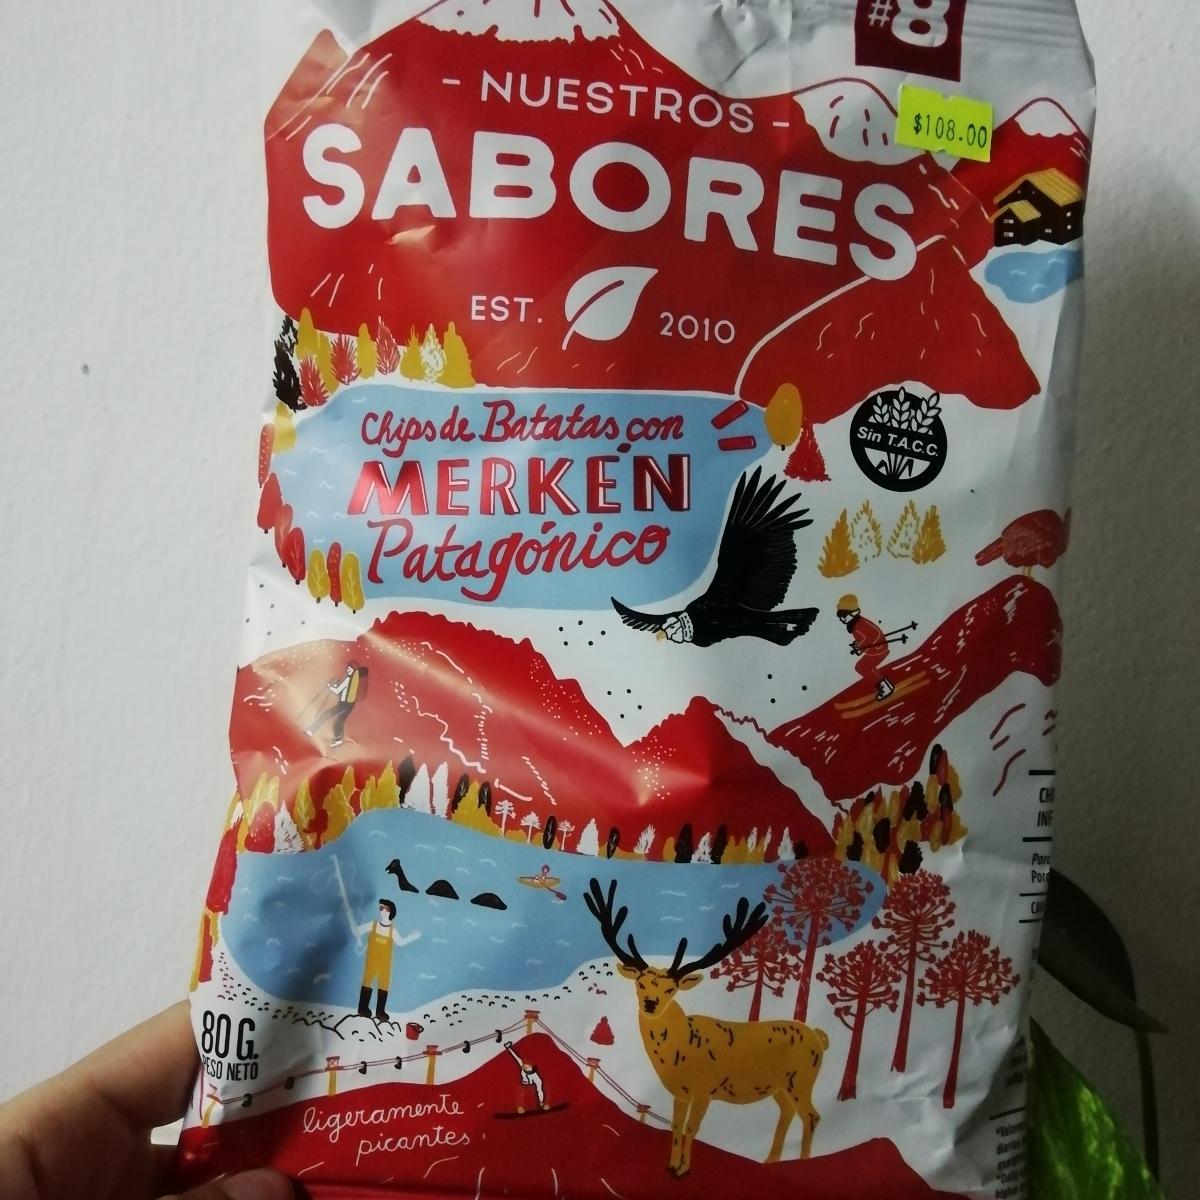 #8
- NUESTROS -
$108.00
SABORES
EST. 2010
Chips de Batatas con
MERKÉN
Patagónico
Sin T.A.C.C.
80 G.
PESO NETO
ligeramente
picantes